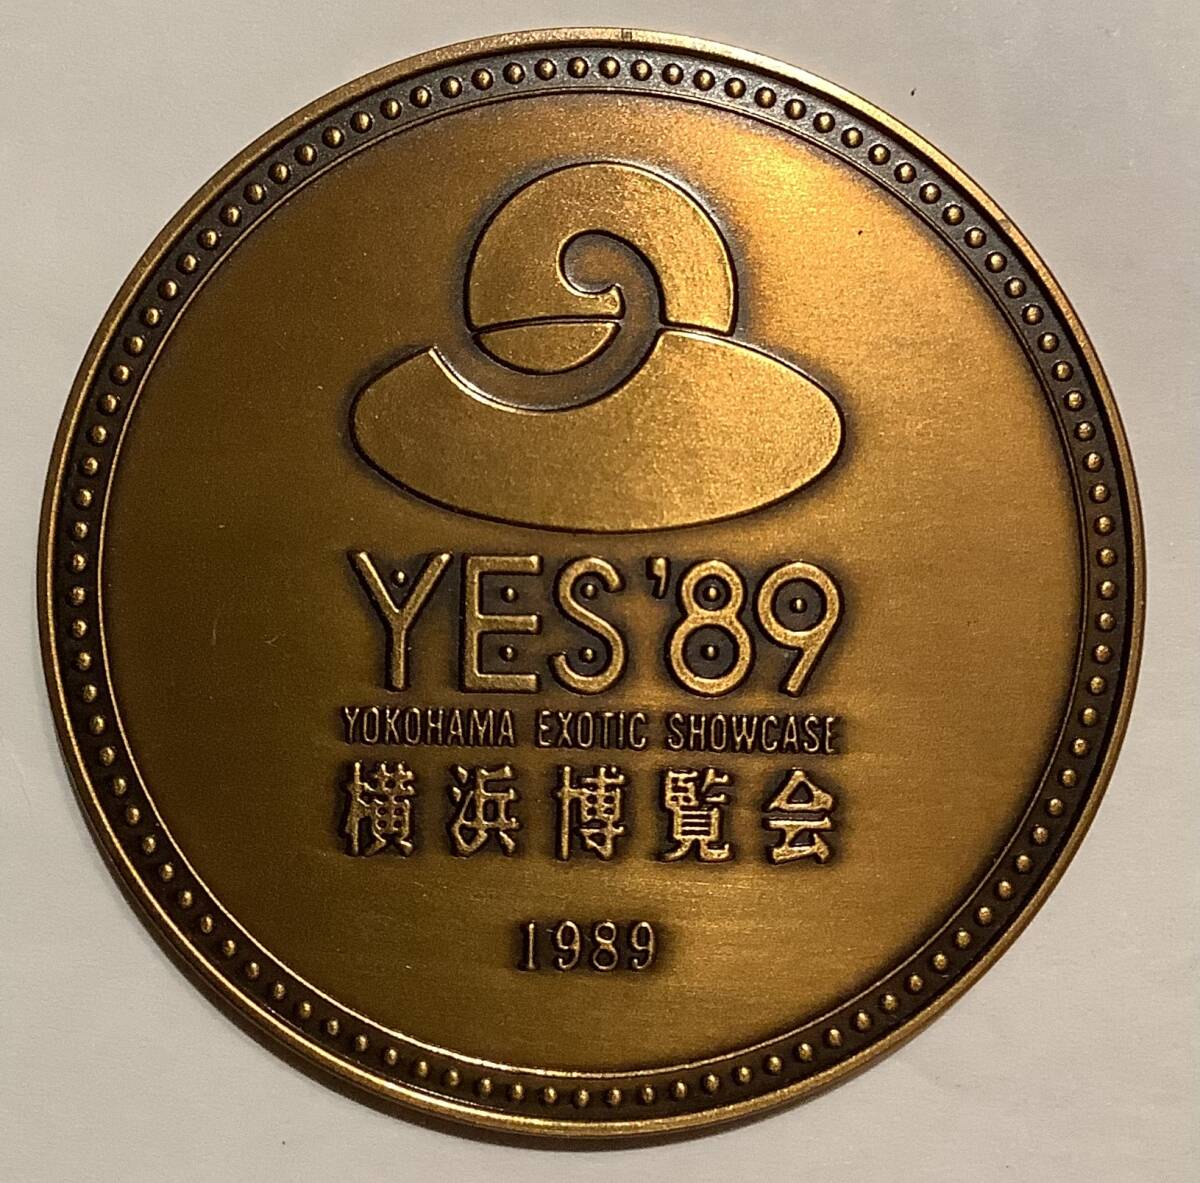 YES '89
YOKOHAMA EXOTIC SHOWCASE
横浜博覧会
1989